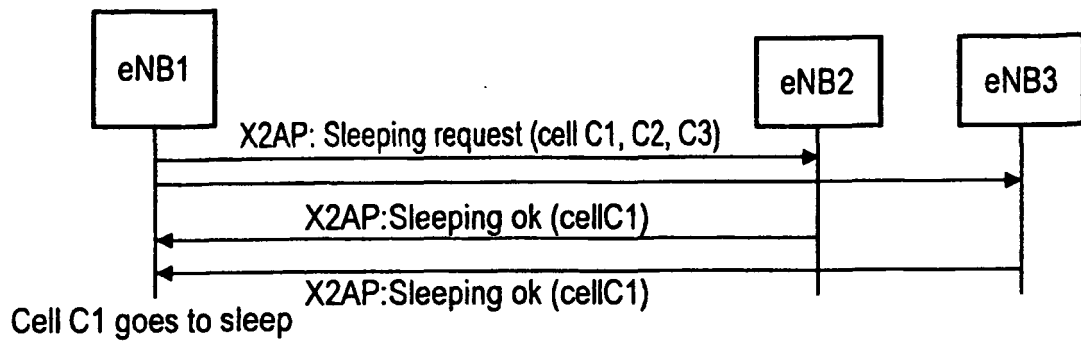 eNB1
eNB2
eNB3
X2AP: Sleeping request (cell C1, C2, C3)
X2AP:Sleeping ok (cellC1)
X2AP:Sleeping ok (cellC1)
Cell C1 goes to sleep